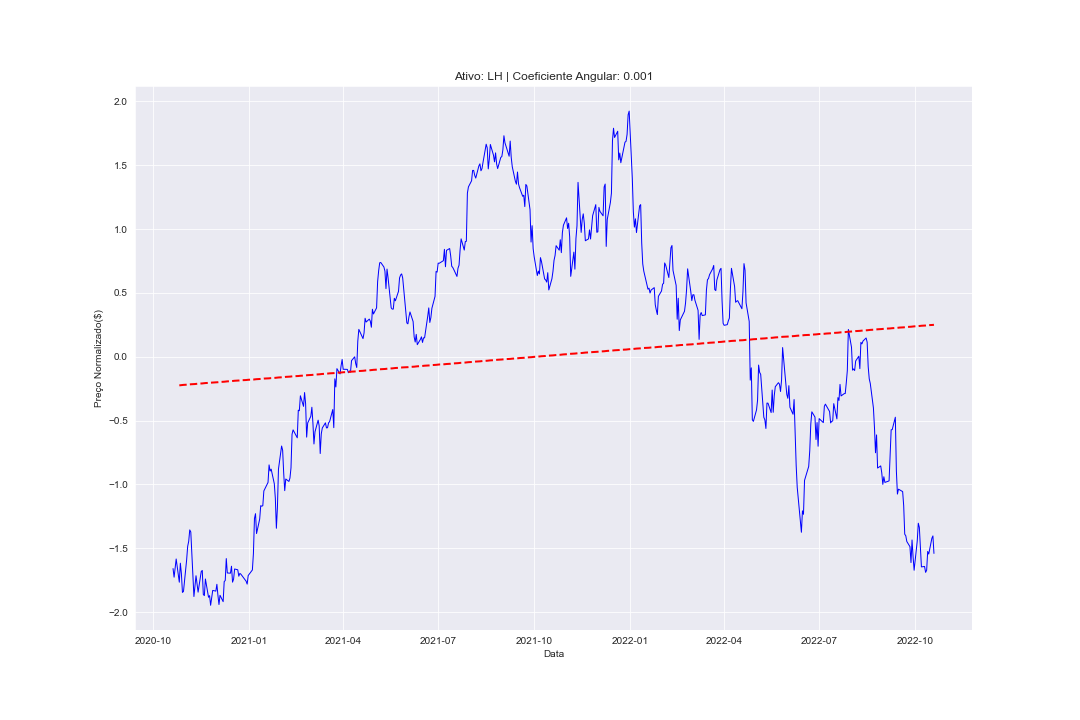 Ativo: LH | Coeficiente Angular: 0.001
2.0
1.5
1.0
0.5
0.0
−0.5
−1.0
−1.5
−2.0
Preço Normalizado($)
2020-10 2021-01 2021-04 2021-07 2021-10 2022-01 2022-04 2022-07 2022-10
Data